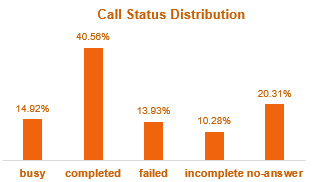 Call Status Distribution
40.56%
20.31%
14.92%
13.93%
10.28%
busy completed failed incomplete no-answer